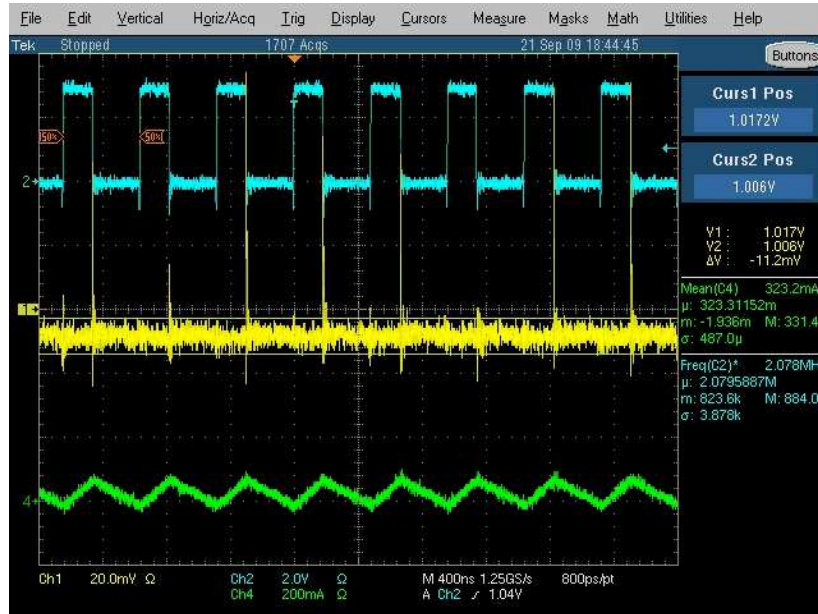 File Edit Vertical Horiz/Acq Trig Display Cursors Measure Masks Math Utilities Help
Tek Stopped 1707 Acqs 21 Sep 09 18:44:45
Buttons
Curs1 Pos
1.0172V
Curs2 Pos
1.006V
50%
50%
2
1
4
V1 : 1.017V
V2 : 1.006V
ΔV : -11.2mV
Mean(C4) 323.2mA
µ: 323.31152m
m: -1.936m M: 331.4
σ: 487.0µ
Freq(C2)* 2.078MH
µ: 2.0795887M
m: 823.6k M: 884.0
σ: 3.878k
Ch1 20.0mV Ω Ch2 2.0V Ω M 400ns 1.25GS/s 800ps/pt
Ch4 200mA Ω A Ch2 ∕ 1.04V